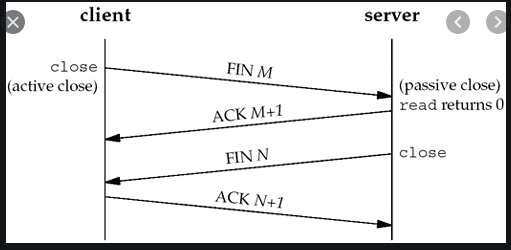 client
server
close
(active close)
FIN M
(passive close)
read returns 0
ACK M+1
FIN N
close
ACK N+1